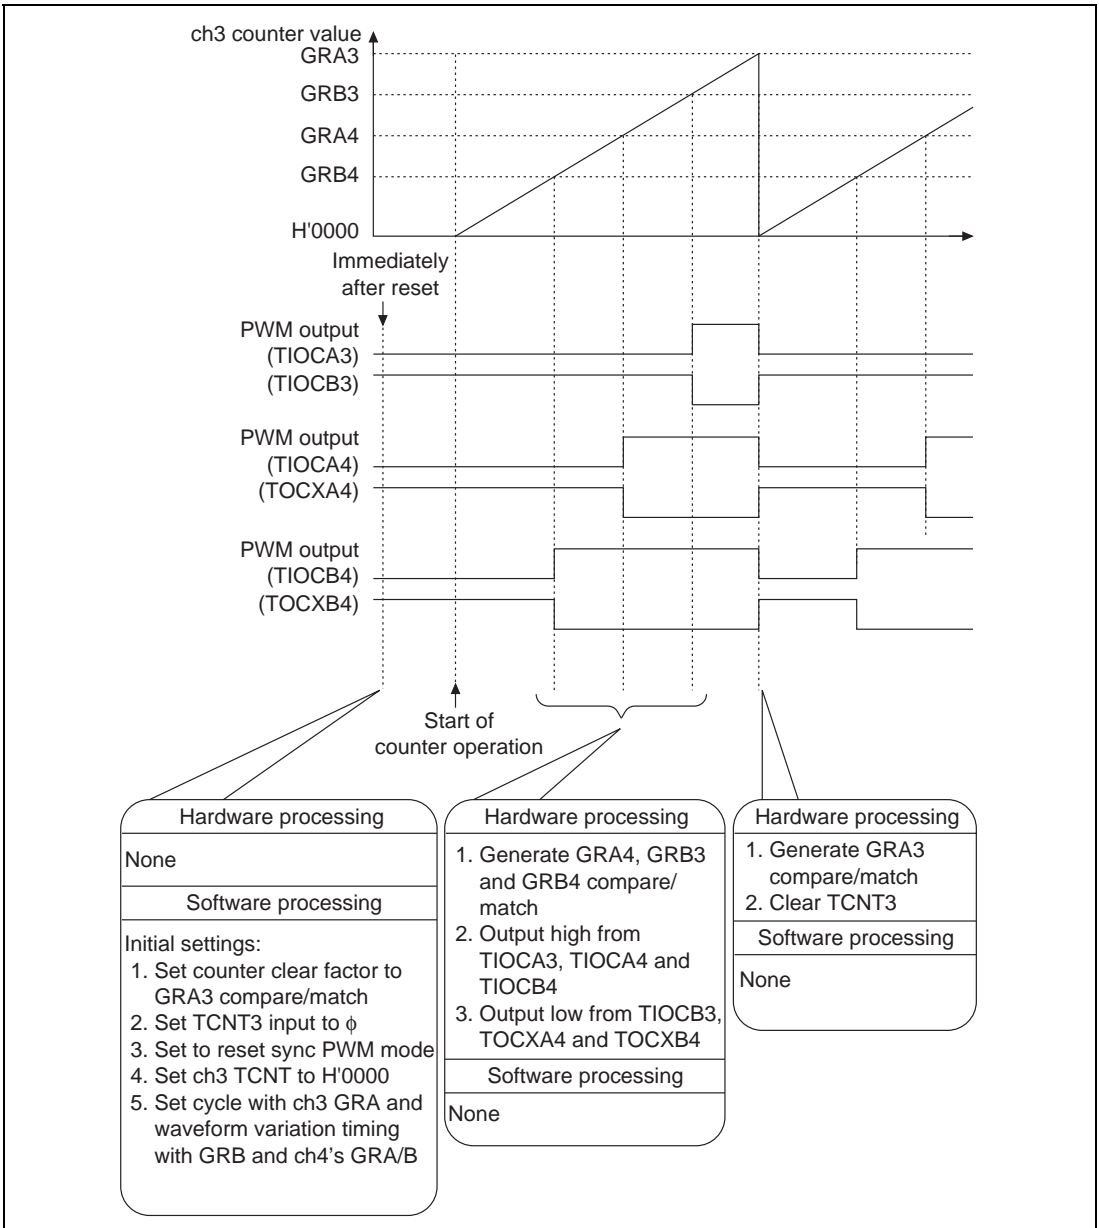 ch3 counter value
GRA3
GRB3
GRA4
GRB4
H'0000
Immediately
after reset
PWM output
(TIOCA3)
(TIOCB3)
PWM output
(TIOCA4)
(TOCXA4)
PWM output
(TIOCB4)
(TOCXB4)
Start of
counter operation
Hardware processing
None
Software processing
Initial settings:
1. Set counter clear factor to
GRA3 compare/match
2. Set TCNT3 input to ϕ
3. Set to reset sync PWM mode
4. Set ch3 TCNT to H'0000
5. Set cycle with ch3 GRA and
waveform variation timing
with GRB and ch4's GRA/B
Hardware processing
1. Generate GRA4, GRB3
and GRB4 compare/
match
2. Output high from
TIOCA3, TIOCA4 and
TIOCB4
3. Output low from TIOCB3,
TOCXA4 and TOCXB4
Software processing
None
Hardware processing
1. Generate GRA3
compare/match
2. Clear TCNT3
Software processing
None